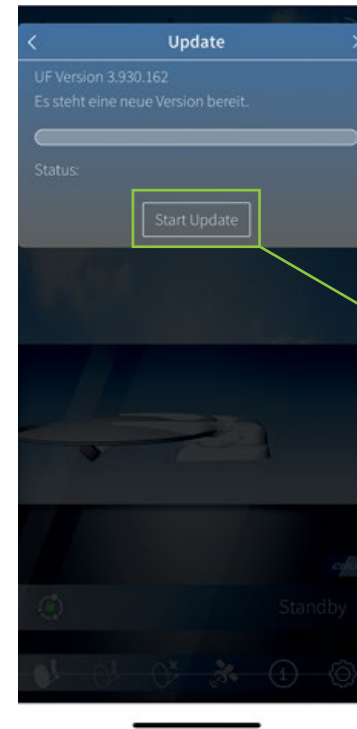 Update
UF Version 3.930.162
Es steht eine neue Version bereit.
Status:
Start Update
Standby